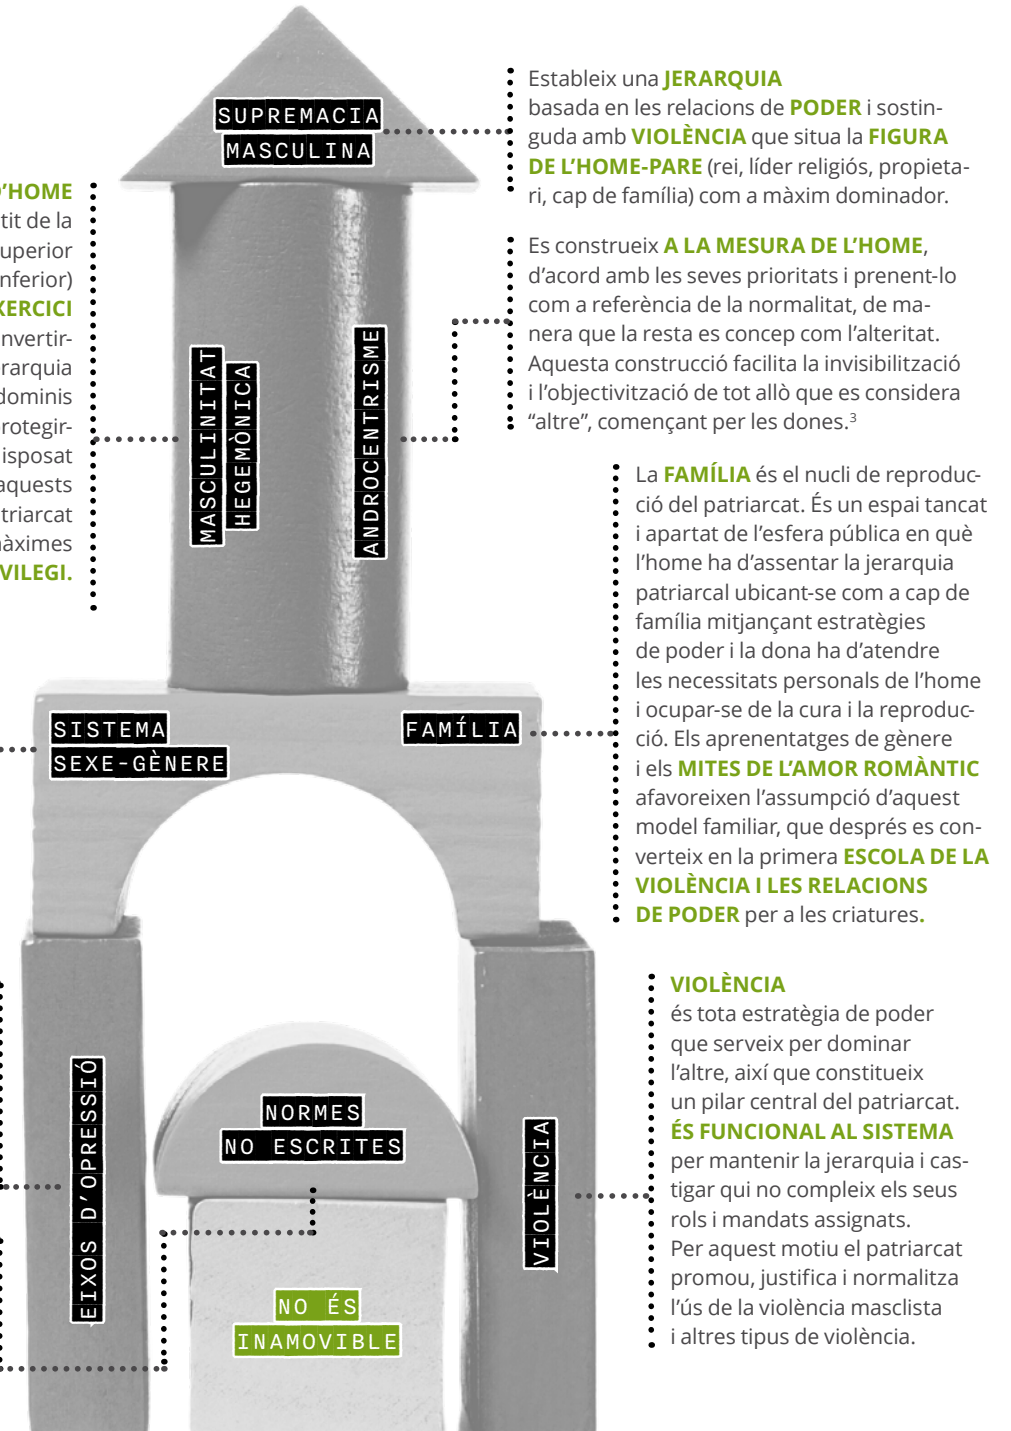 SUPREMACIA
MASCULINA
Estableix una JERARQUIA
basada en les relacions de PODER i sostin-
guda amb VIOLÈNCIA que situa la FIGURA
DE L'HOME-PARE (rei, líder religiós, propieta-
ri, cap de família) com a màxim dominador.
D'HOME
tit de la
uperior
nferior)
XERCICI
nvertir-
erarquia
dominis
rotegir-
isposat
aquests
triarcat
nàximes
VILEGI.
MASCULINITAT
HEGEMÒNICA
ANDROCENTRISME
Es construeix A LA MESURA DE L'HOME,
d'acord amb les seves prioritats i prenent-lo
com a referència de la normalitat, de ma-
nera que la resta es concep com l'alteritat.
Aquesta construcció facilita la invisibilització
i l'objectivització de tot allò que es considera
“altre”, començant per les dones.³
SISTEMA
SEXE-GÈNERE
FAMÍLIA
La FAMÍLIA és el nucli de reproduc-
ció del patriarcat. És un espai tancat
i apartat de l'esfera pública en què
l'home ha d'assentar la jerarquia
patriarcal ubicant-se com a cap de
família mitjançant estratègies
de poder i la dona ha d'atendre
les necessitats personals de l'home
i ocupar-se de la cura i la reproduc-
ció. Els aprenentatges de gènere
i els MITES DE L'AMOR ROMÀNTIC
afavoreixen l'assumpció d'aquest
model familiar, que després es con-
verteix en la primera ESCOLA DE LA
VIOLÈNCIA I LES RELACIONS
DE PODER per a les criatures.
EIXOS D'OPRESSIÓ
NORMES
NO ESCRITES
NO ÉS
INAMOVIBLE
VIOLÈNCIA
VIOLÈNCIA
és tota estratègia de poder
que serveix per dominar
l'altre, així que constitueix
un pilar central del patriarcat.
ÉS FUNCIONAL AL SISTEMA
per mantenir la jerarquia i cas-
tigar qui no compleix els seus
rols i mandats assignats.
Per aquest motiu el patriarcat
promou, justifica i normalitza
l'ús de la violència masclista
i altres tipus de violència.